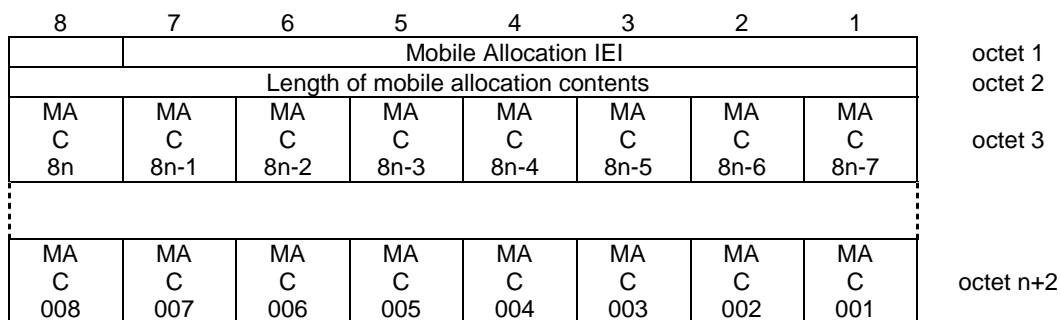 8 7 6 5 4 3 2 1
Mobile Allocation IEI octet 1
Length of mobile allocation contents octet 2
MA MA MA MA MA MA MA MA
C C C C C C C C octet 3
8n 8n-1 8n-2 8n-3 8n-4 8n-5 8n-6 8n-7
MA MA MA MA MA MA MA MA
C C C C C C C C octet n+2
008 007 006 005 004 003 002 001